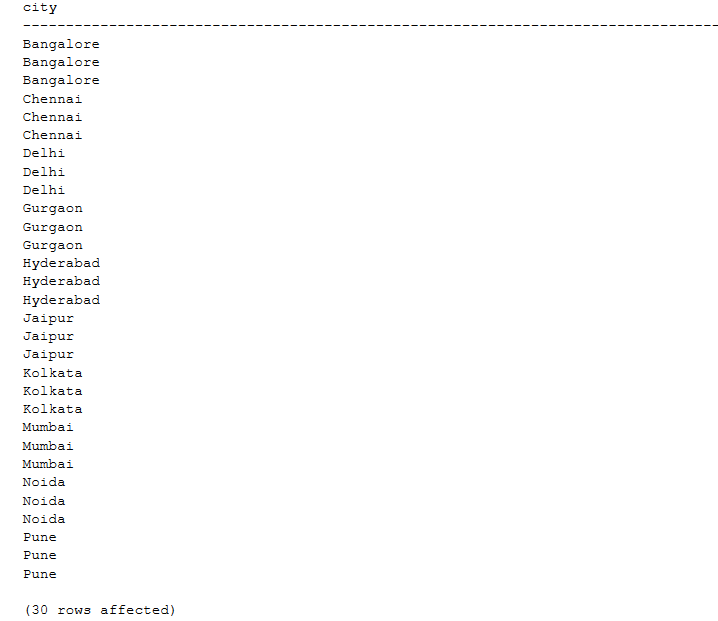 city
--------------------------------------------------------------------------------------
Bangalore
Bangalore
Bangalore
Chennai
Chennai
Chennai
Delhi
Delhi
Delhi
Gurgaon
Gurgaon
Gurgaon
Hyderabad
Hyderabad
Hyderabad
Jaipur
Jaipur
Jaipur
Kolkata
Kolkata
Kolkata
Mumbai
Mumbai
Mumbai
Noida
Noida
Noida
Pune
Pune
Pune
(30 rows affected)